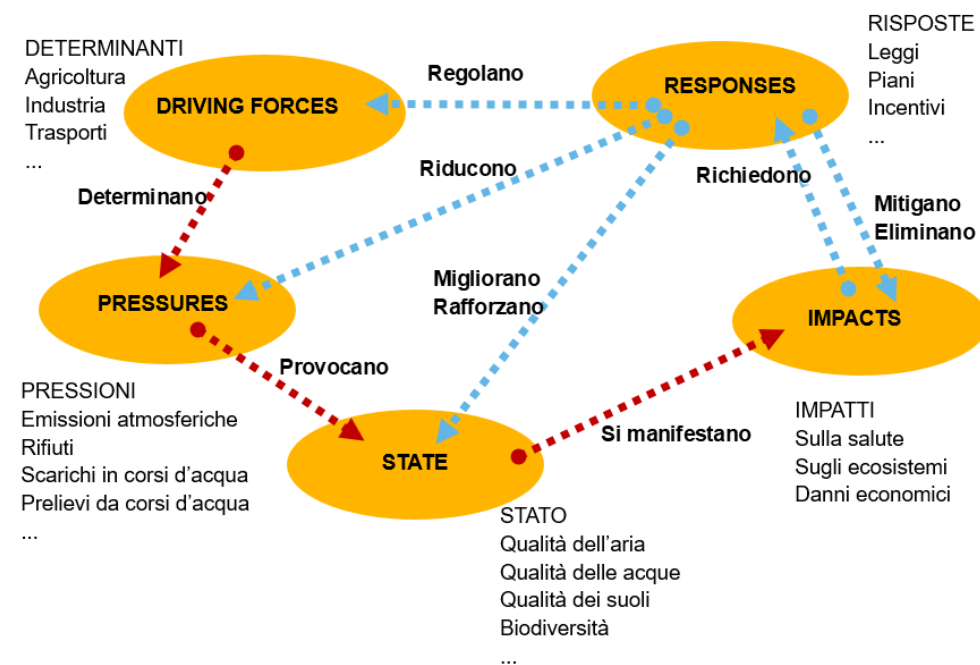 DETERMINANTI
Agricoltura
Industria
Trasporti
...
DRIVING FORCES
Regolano
RESPONSES
RISPOSTE
Leggi
Piani
Incentivi
...
Determinano
Riducono
Richiedono
Mitigano
Eliminano
PRESSURES
Migliorano
Rafforzano
IMPACTS
Provocano
PRESSIONI
Emissioni atmosferiche
Rifiuti
Scarichi in corsi d’acqua
Prelievi da corsi d’acqua
...
STATE
Si manifestano
IMPATTI
Sulla salute
Sugli ecosistemi
Danni economici
STATO
Qualità dell’aria
Qualità delle acque
Qualità dei suoli
Biodiversità
...